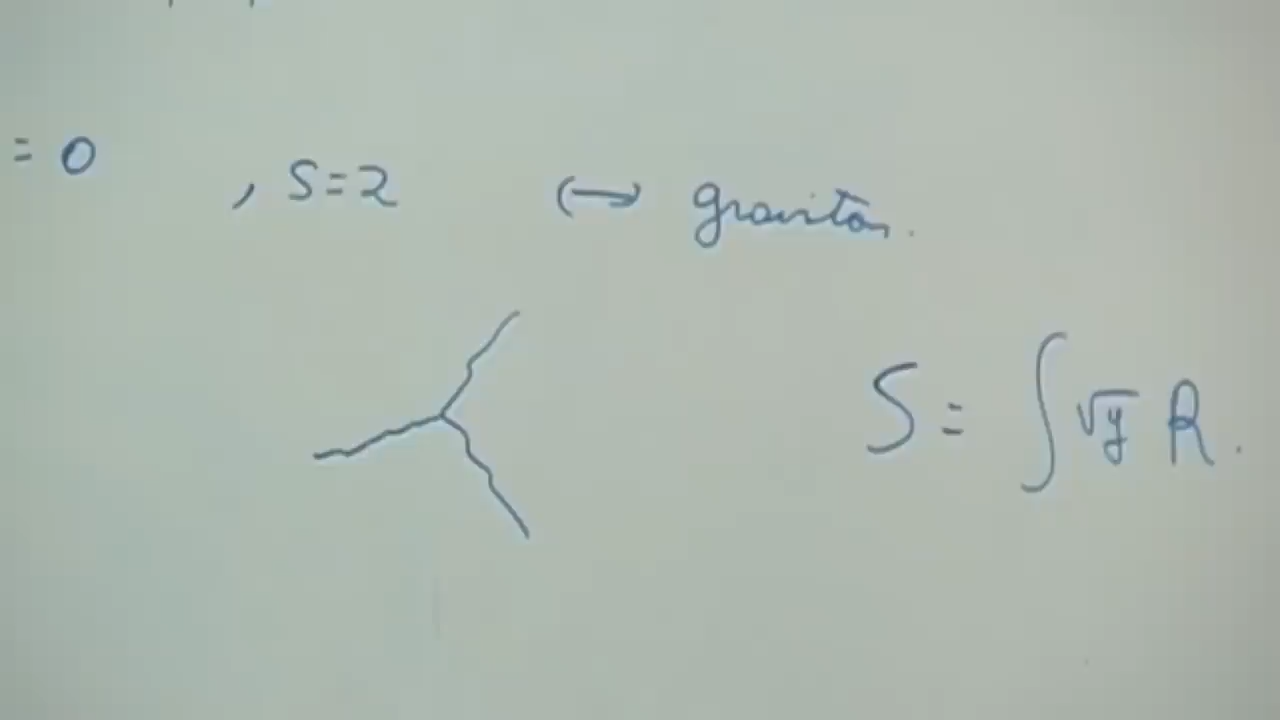 = 0 , S=2 ↔ graviton.
S = ∫ √g R.